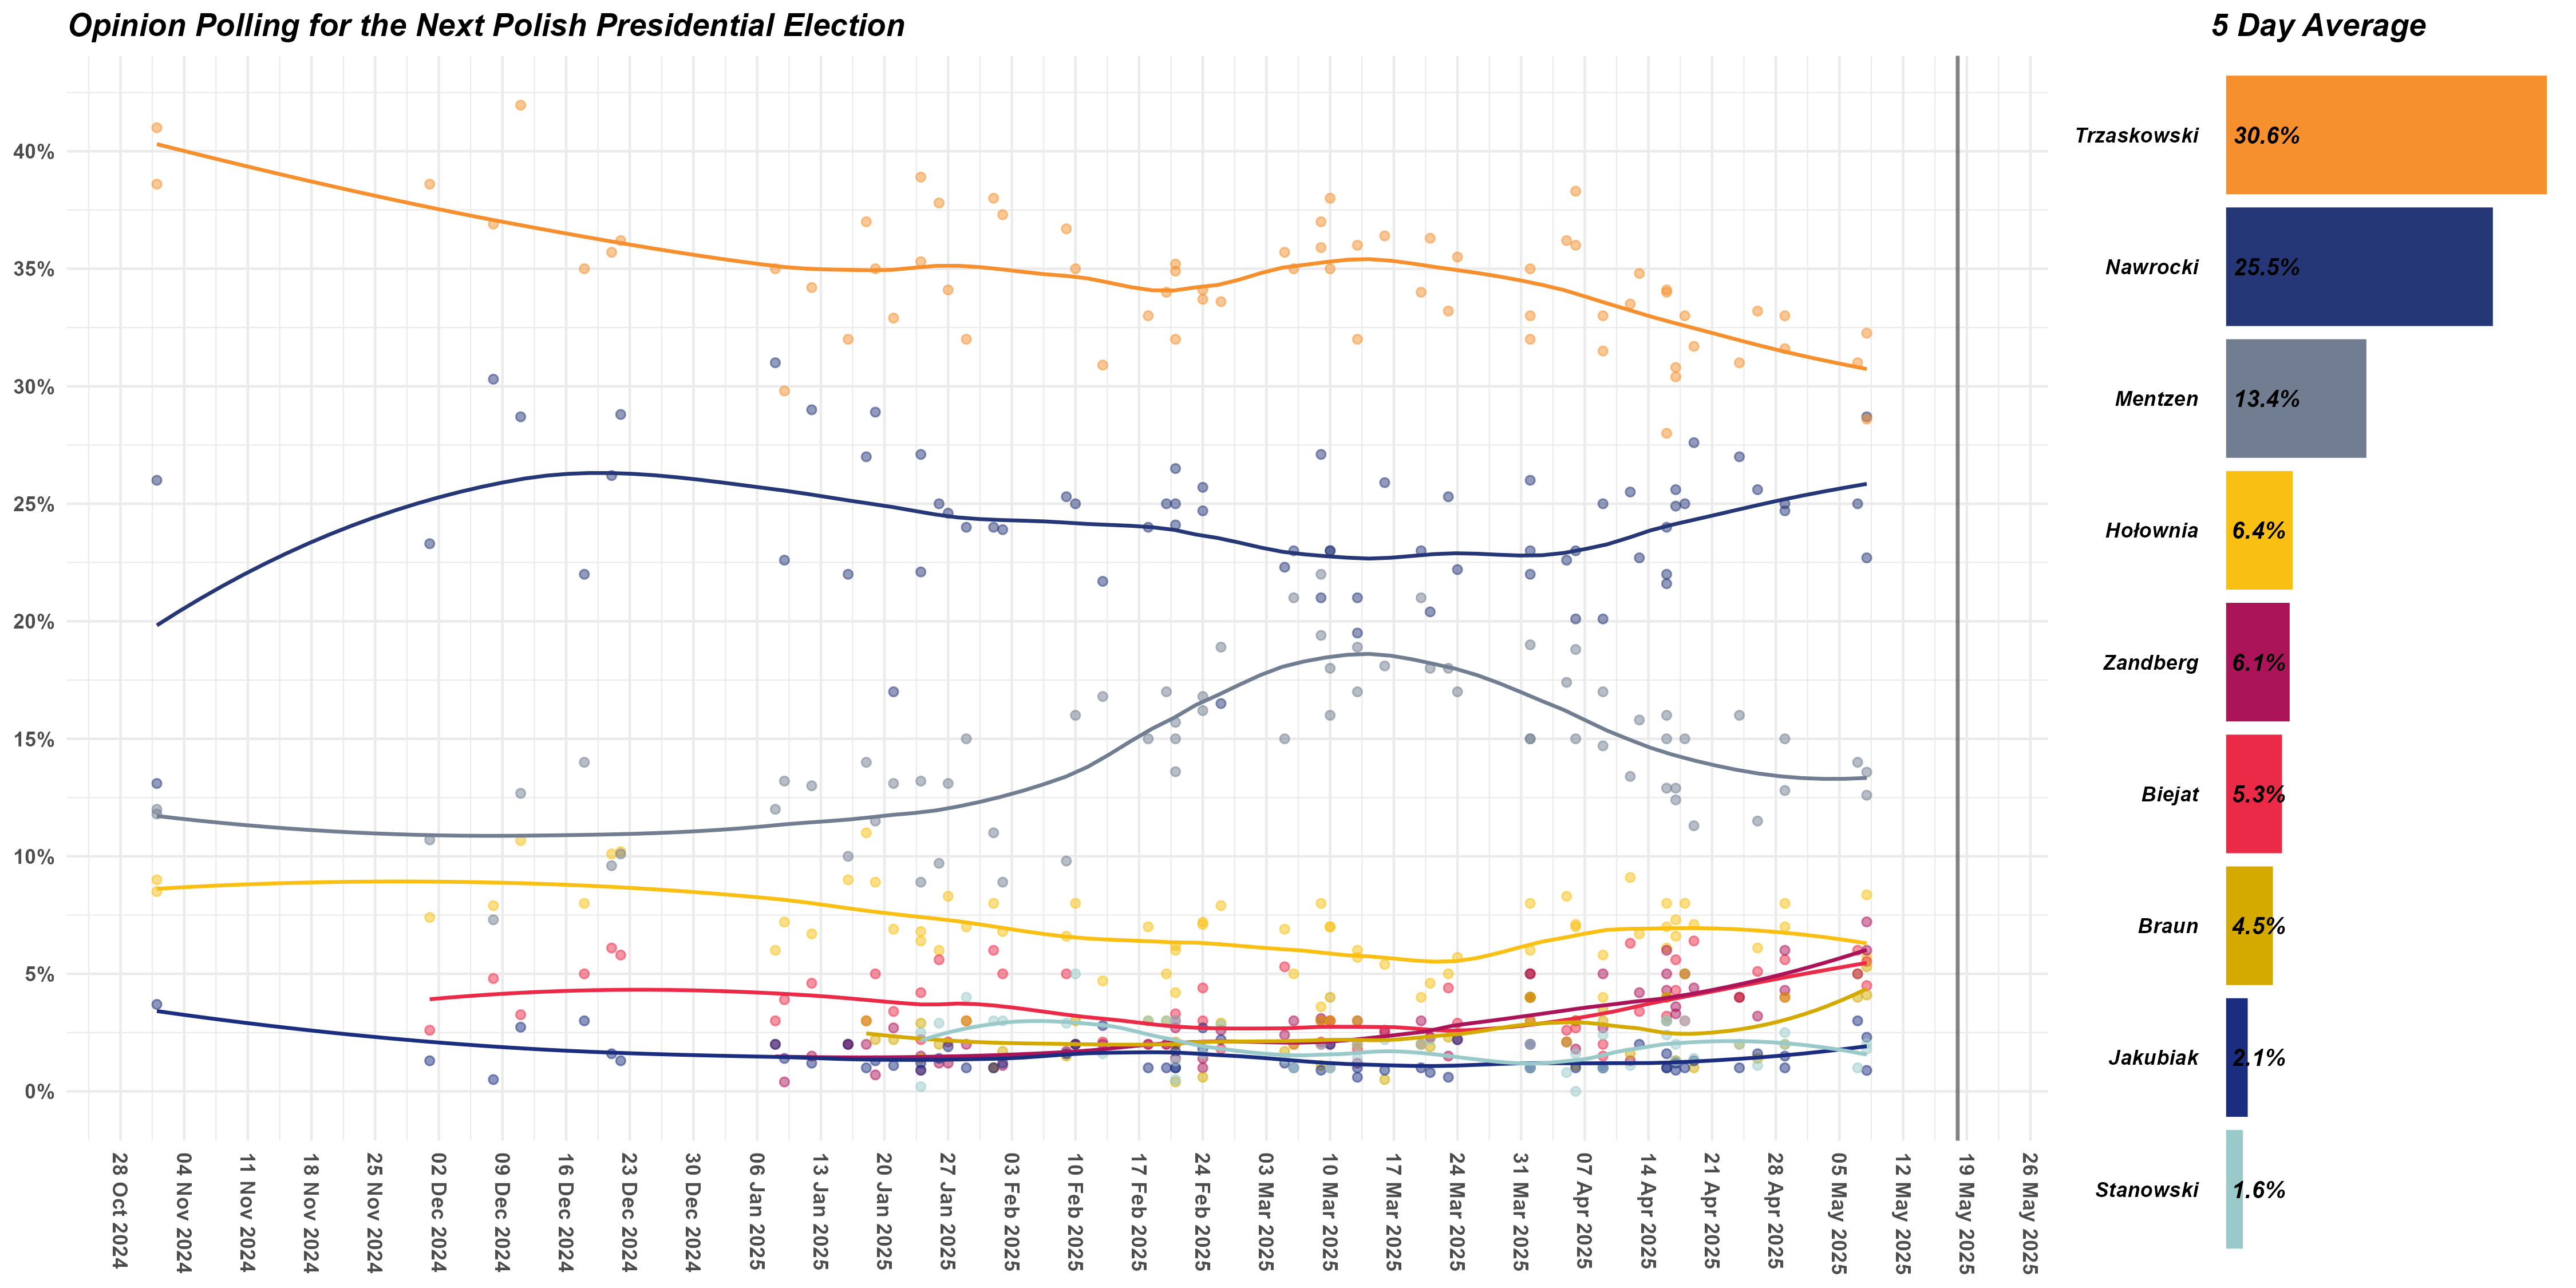 Opinion Polling for the Next Polish Presidential Election
40%
35%
30%
25%
20%
15%
10%
5%
0%
28 Oct 2024
04 Nov 2024
11 Nov 2024
18 Nov 2024
25 Nov 2024
02 Dec 2024
09 Dec 2024
16 Dec 2024
23 Dec 2024
30 Dec 2024
06 Jan 2025
13 Jan 2025
20 Jan 2025
27 Jan 2025
03 Feb 2025
10 Feb 2025
17 Feb 2025
24 Feb 2025
03 Mar 2025
10 Mar 2025
17 Mar 2025
24 Mar 2025
31 Mar 2025
07 Apr 2025
14 Apr 2025
21 Apr 2025
28 Apr 2025
05 May 2025
12 May 2025
19 May 2025
26 May 2025
5 Day Average
Trzaskowski 30.6%
Nawrocki 25.5%
Mentzen 13.4%
Hołownia 6.4%
Zandberg 6.1%
Biejat 5.3%
Braun 4.5%
Jakubiak 2.1%
Stanowski 1.6%